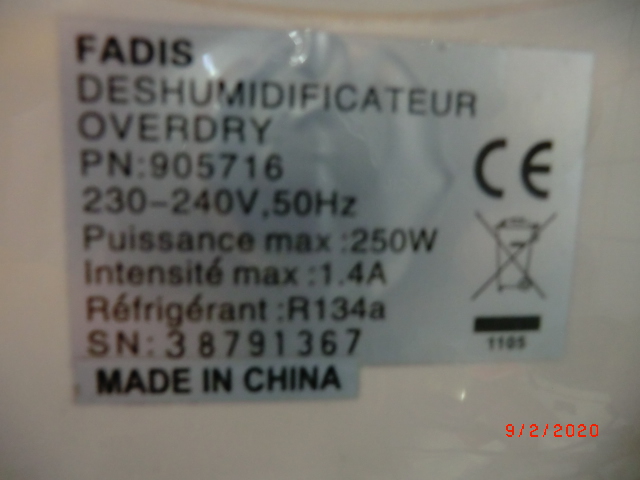 FADIS
DESHUMIDIFICATEUR
OVERDRY
PN:905716
230-240V,50Hz
Puissance max :250W
Intensité max :1.4A
Réfrigérant :R134a
SN:38791367
MADE IN CHINA
CE
1105
9/2/2020